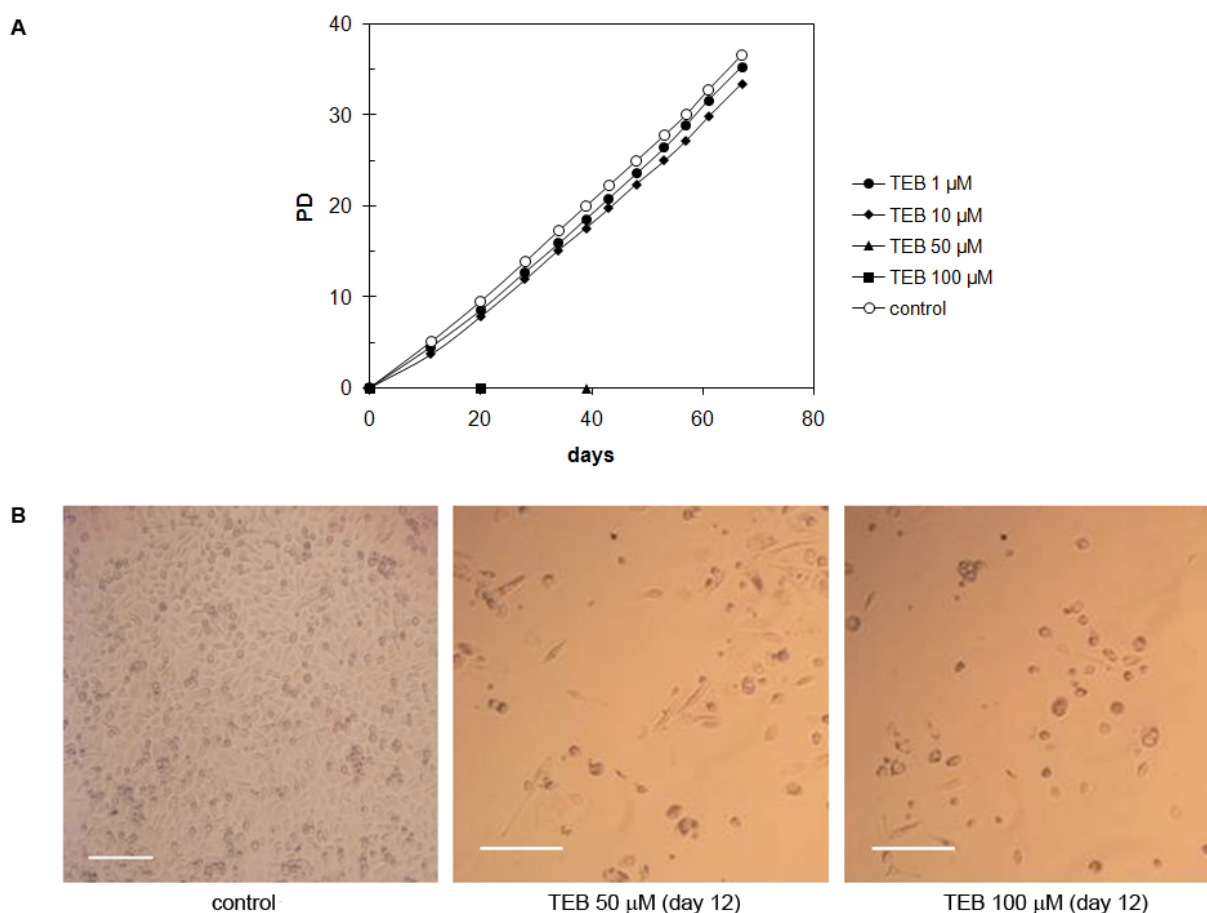 A
40
30
20
10
0
PD
0 20 40 60 80
days
TEB 1 µM
TEB 10 µM
TEB 50 µM
TEB 100 µM
control
B
control
TEB 50 µM (day 12)
TEB 100 µM (day 12)